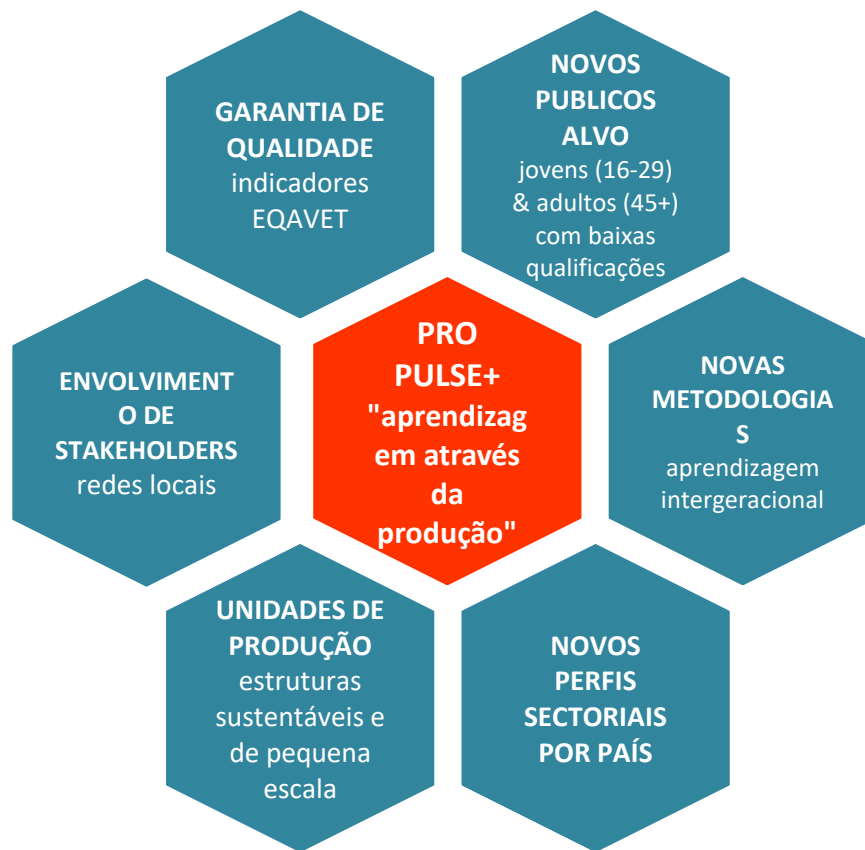 GARANTIA DE
QUALIDADE
indicadores
EQAVET
NOVOS
PUBLICOS
ALVO
jovens (16-29)
& adultos (45+)
com baixas
qualificações
ENVOLVIMENT
O DE
STAKEHOLDERS
redes locais
PRO
PULSE+
"aprendizag
em através
da
produção"
NOVAS
METODOLOGIA
S
aprendizagem
intergeracional
UNIDADES DE
PRODUÇÃO
estruturas
sustentáveis e
de pequena
escala
NOVOS
PERFIS
SECTORIAIS
POR PAÍS